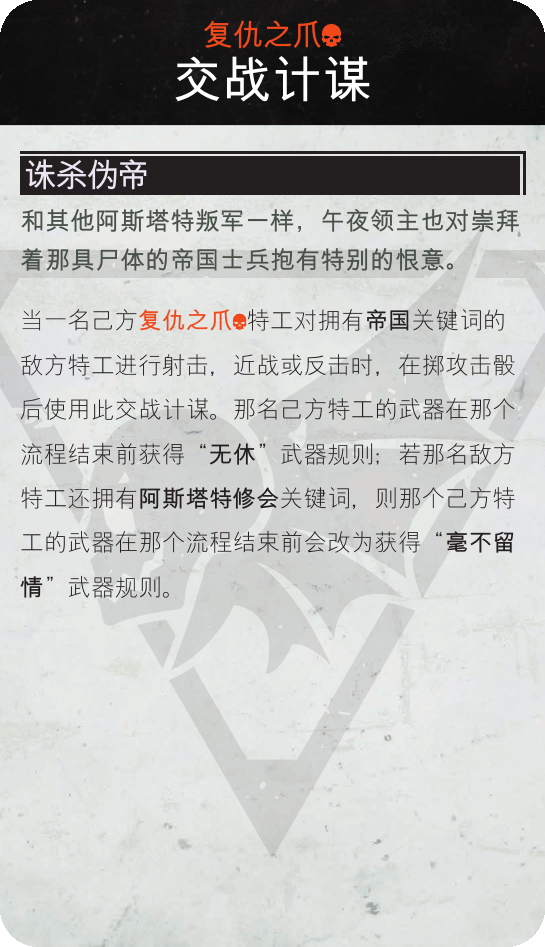 复仇之爪
交战计谋
诛杀伪帝
和其他阿斯塔特叛军一样，午夜领主也对崇拜
着那具尸体的帝国士兵抱有特别的恨意。
当一名己方复仇之爪特工对拥有帝国关键词的
敌方特工进行射击，近战或反击时，在掷攻击骰
后使用此交战计谋。那名己方特工的武器在那个
流程结束前获得“无休”武器规则；若那名敌方
特工还拥有阿斯塔特修会关键词，则那个己方特
工的武器在那个流程结束前会改为获得“毫不留
情”武器规则。